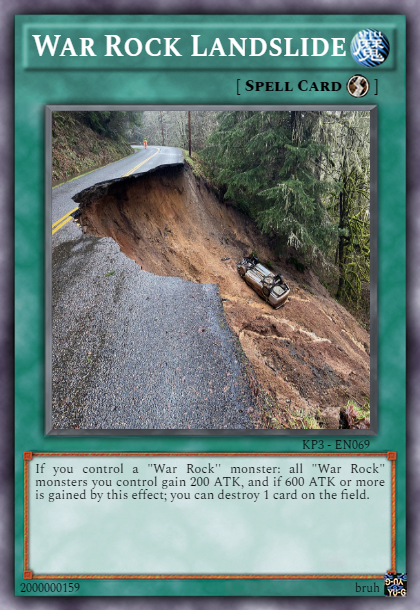 WAR ROCK LANDSLIDE 魔
[ SPELL CARD ]
KP3 - EN069
If you control a "War Rock" monster: all "War Rock"
monsters you control gain 200 ATK, and if 600 ATK or more
is gained by this effect; you can destroy 1 card on the field.
2000000159
bruh